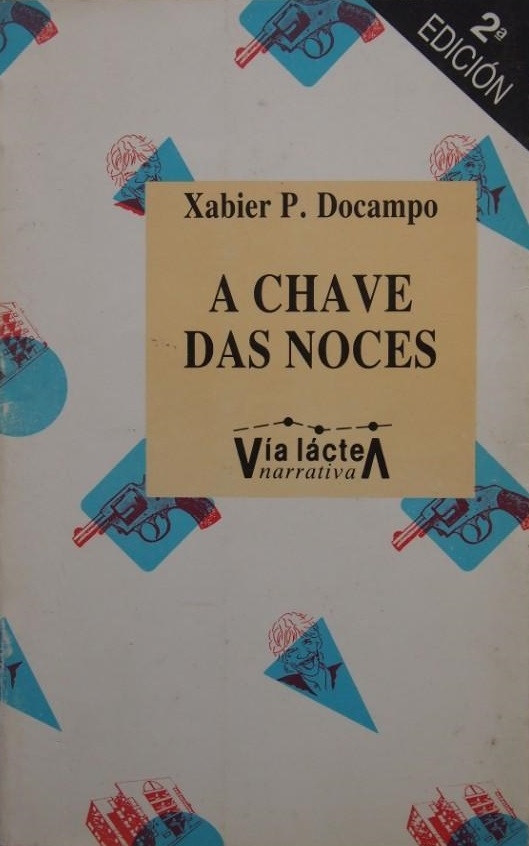 2ª
EDICIÓN
Xabier P. Docampo
A CHAVE
DAS NOCES
Vía lácteA
narrativa